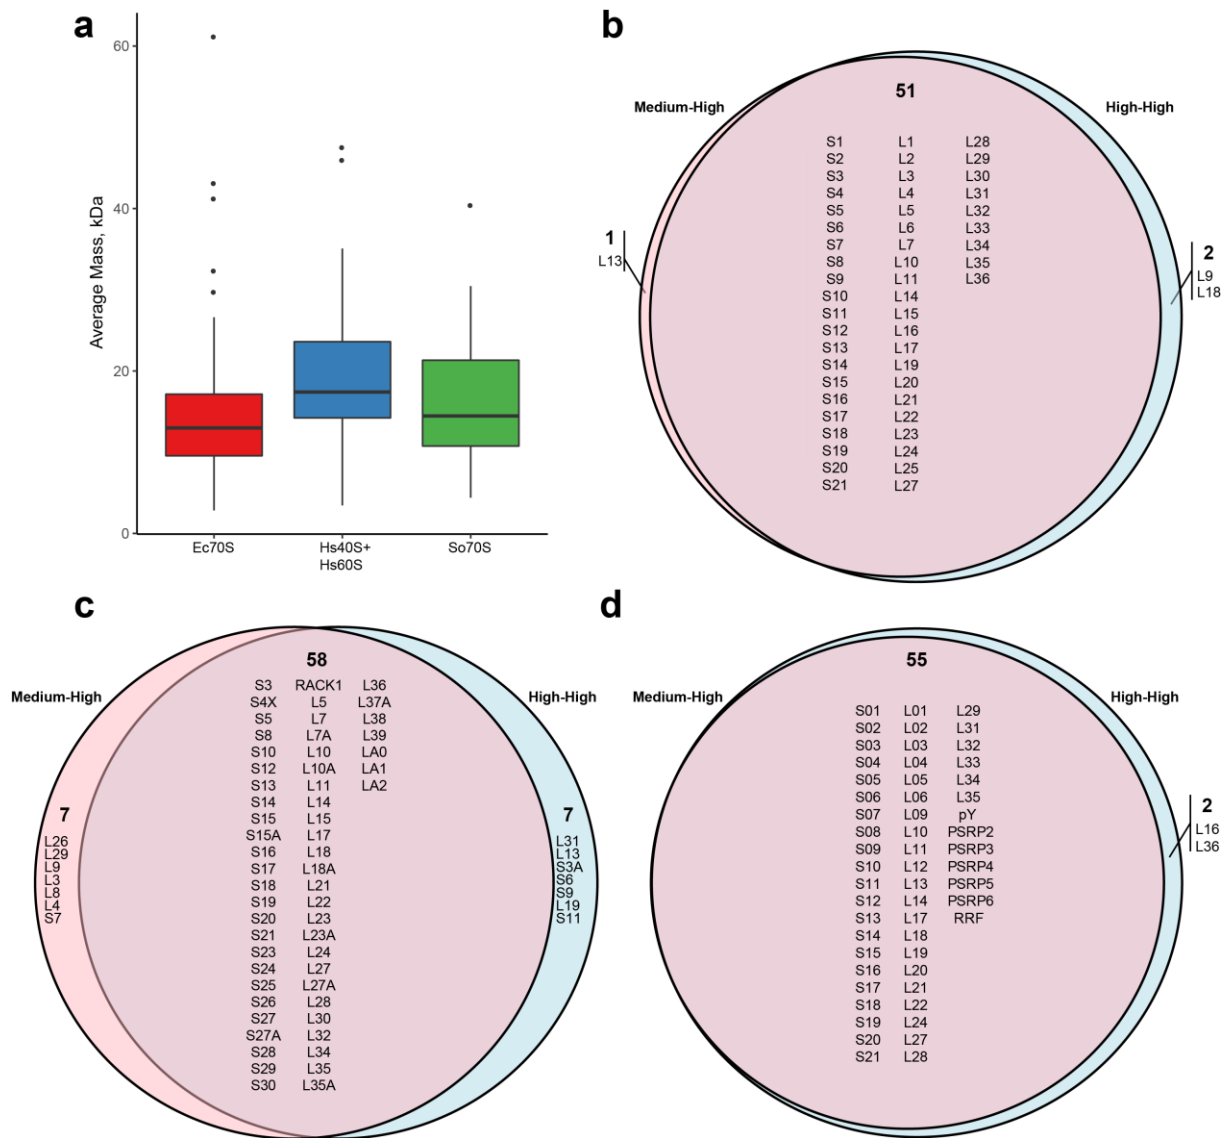 a
Average Mass, kDa
60
40
20
0
Ec70S
Hs40S+
Hs60S
So70S
b
Medium-High
High-High
51
S1 L1 L28
S2 L2 L29
S3 L3 L30
S4 L4 L31
S5 L5 L32
S6 L6 L33
S7 L7 L34
S8 L10 L35
S9 L11 L36
S10 L14
S11 L15
S12 L16
S13 L17
S14 L19
S15 L20
S16 L21
S17 L22
S18 L23
S19 L24
S20 L25
S21 L27
1
L13
2
L9
L18
c
Medium-High
High-High
58
S3 RACK1 L36
S4X L5 L37A
S5 L7 L38
S8 L7A L39
S10 L10 LA0
S12 L10A LA1
S13 L11 LA2
S14 L14
S15 L15
S15A L17
S16 L18
S17 L18A
S18 L21
S19 L22
S20 L23
S21 L23A
S23 L24
S24 L27
S25 L27A
S26 L28
S27 L30
S27A L32
S28 L34
S29 L35
S30 L35A
7
L26
L29
L9
L3
L8
L4
S7
7
L31
L13
S3A
S6
S9
L19
S11
d
Medium-High
High-High
55
S01 L01 L29
S02 L02 L31
S03 L03 L32
S04 L04 L33
S05 L05 L34
S06 L06 L35
S07 L09 pY
S08 L10 PSRP2
S09 L11 PSRP3
S10 L12 PSRP4
S11 L13 PSRP5
S12 L14 PSRP6
S13 L17 RRF
S14 L18
S15 L19
S16 L20
S17 L21
S18 L22
S19 L24
S20 L27
S21 L28
2
L16
L36